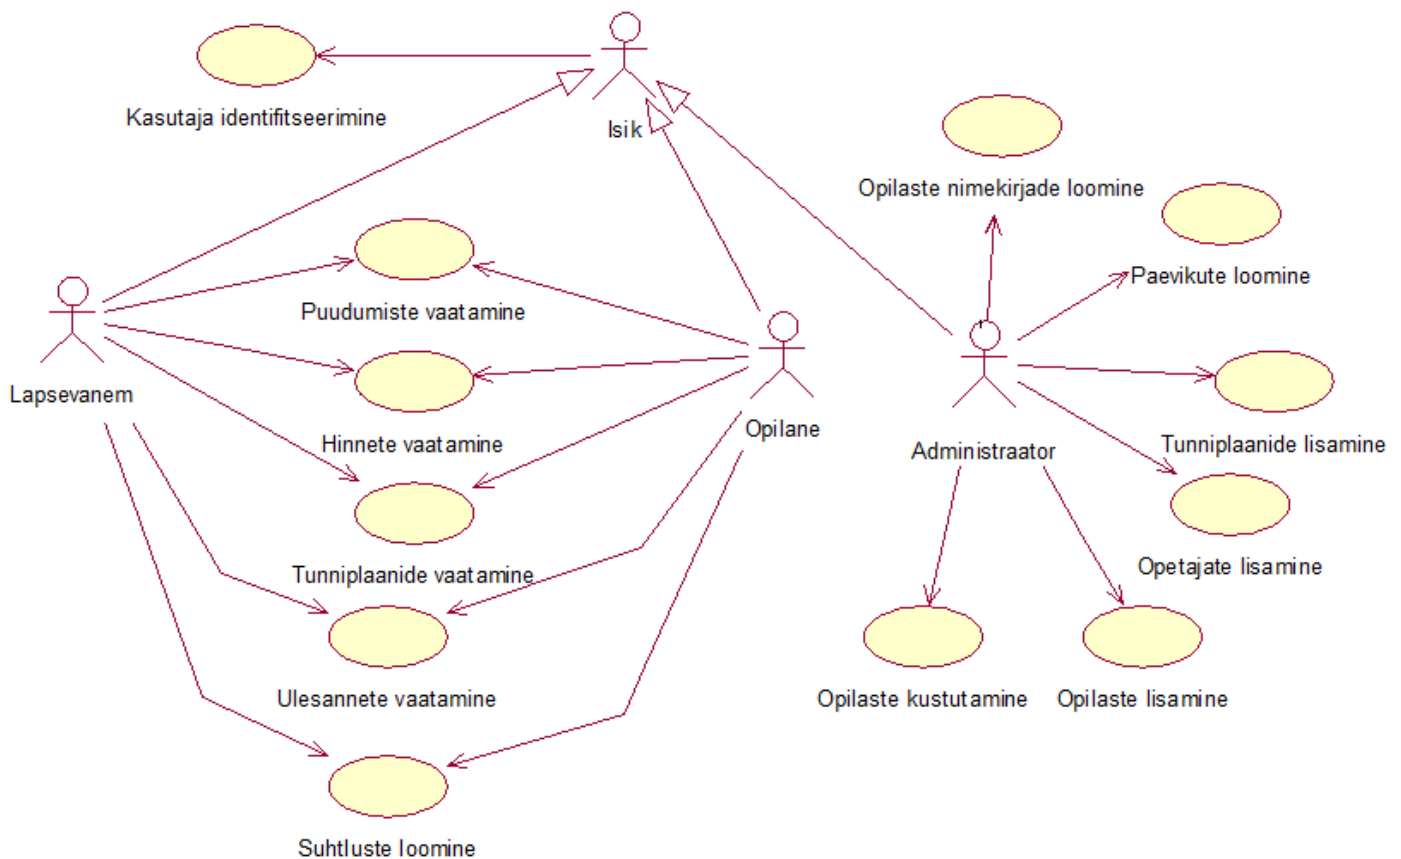 Kasutaja identifitseerimine
Isik
Opilaste nimekirjade loomine
Paevikute loomine
Puudumiste vaatamine
Lapsevanem
Opilane
Hinnete vaatamine
Administraator
Tunniplaanide lisamine
Tunniplaanide vaatamine
Opetajate lisamine
Ulesannete vaatamine
Opilaste kustutamine
Opilaste lisamine
Suhtluste loomine